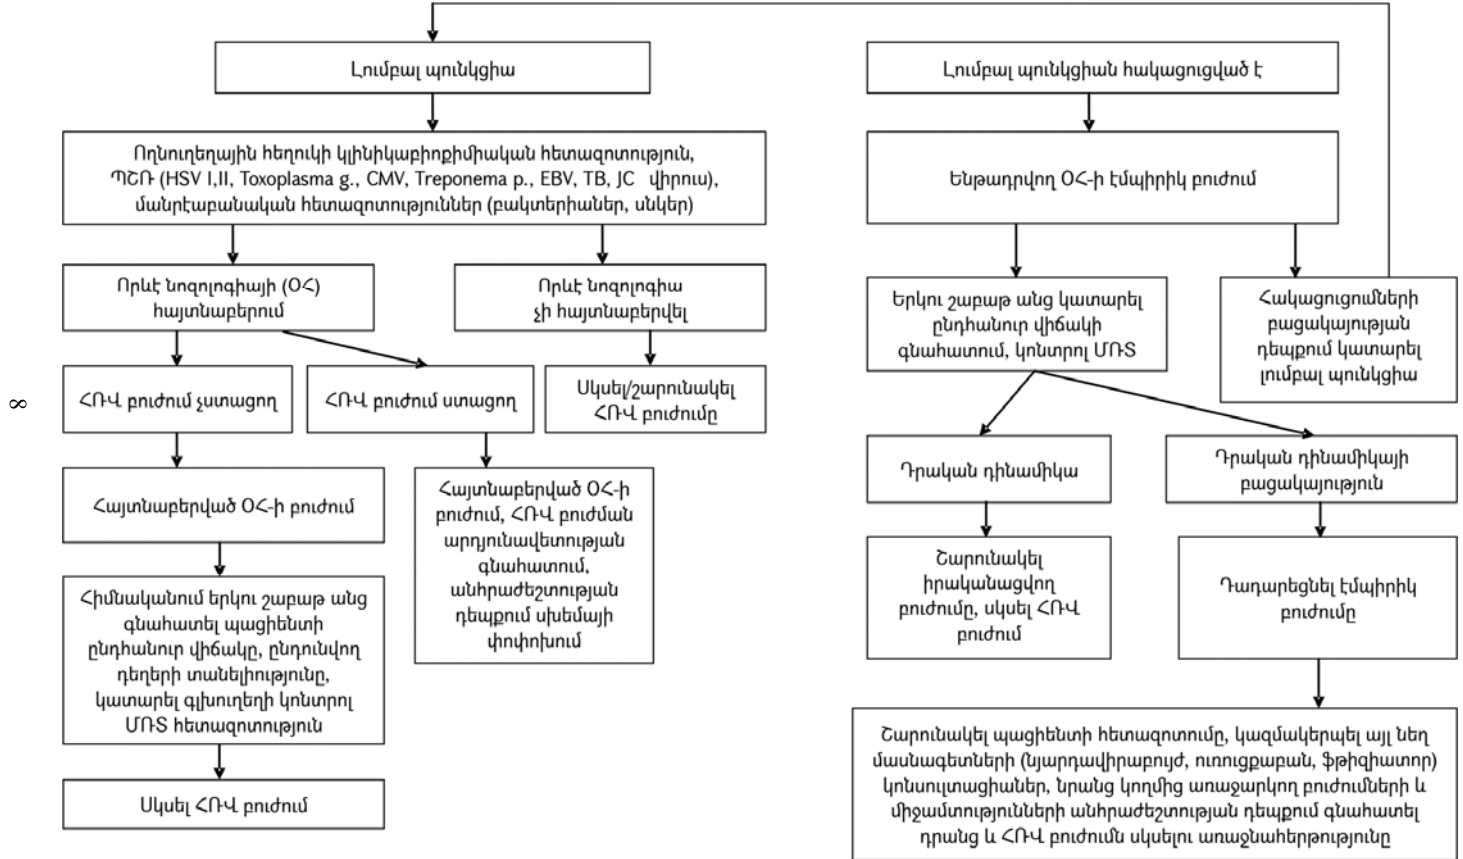 Լումբալ պունկցիա
Ողնուղեղային հեղուկի կլինիկաբիոքիմիական հետազոտություն,
ՊՇՌ (HSV I,II, Toxoplasma g., CMV, Treponema p., EBV, TB, JC վիրուս),
մանրէաբանական հետազոտություններ (բակտերիաներ, սնկեր)
Որևէ նոզոլոգիայի (ՕՀ)
հայտնաբերում
Որևէ նոզոլոգիա
չի հայտնաբերվել
ՀՌՎ բուժում չստացող
ՀՌՎ բուժում ստացող
Սկսել/շարունակել
ՀՌՎ բուժումը
Հայտնաբերված ՕՀ-ի բուժում
Հայտնաբերված ՕՀ-ի
բուժում, ՀՌՎ բուժման
արդյունավետության
գնահատում,
անհրաժեշտության
դեպքում սխեմայի
փոփոխում
Հիմնականում երկու շաբաթ անց
գնահատել պացիենտի
ընդհանուր վիճակը, ընդունվող
դեղերի տանելիությունը,
կատարել գլխուղեղի կոնտրոլ
ՄՌՏ հետազոտություն
Սկսել ՀՌՎ բուժում
Լումբալ պունկցիան հակացուցված է
Ենթադրվող ՕՀ-ի էմպիրիկ բուժում
Երկու շաբաթ անց կատարել
ընդհանուր վիճակի
գնահատում, կոնտրոլ ՄՌՏ
Հակացուցումների
բացակայության
դեպքում կատարել
լումբալ պունկցիա
Դրական դինամիկա
Դրական դինամիկայի
բացակայություն
Շարունակել
իրականացվող
բուժումը, սկսել ՀՌՎ
բուժում
Դադարեցնել էմպիրիկ
բուժումը
Շարունակել պացիենտի հետազոտումը, կազմակերպել այլ նեղ
մասնագետների (նյարդավիրաբույժ, ուռուցքաբան, ֆթիզիատոր)
կոնսուլտացիաներ, նրանց կողմից առաջարկող բուժումների և
միջամտությունների անհրաժեշտության դեպքում գնահատել
դրանց և ՀՌՎ բուժումն սկսելու առաջնահերթությունը
8